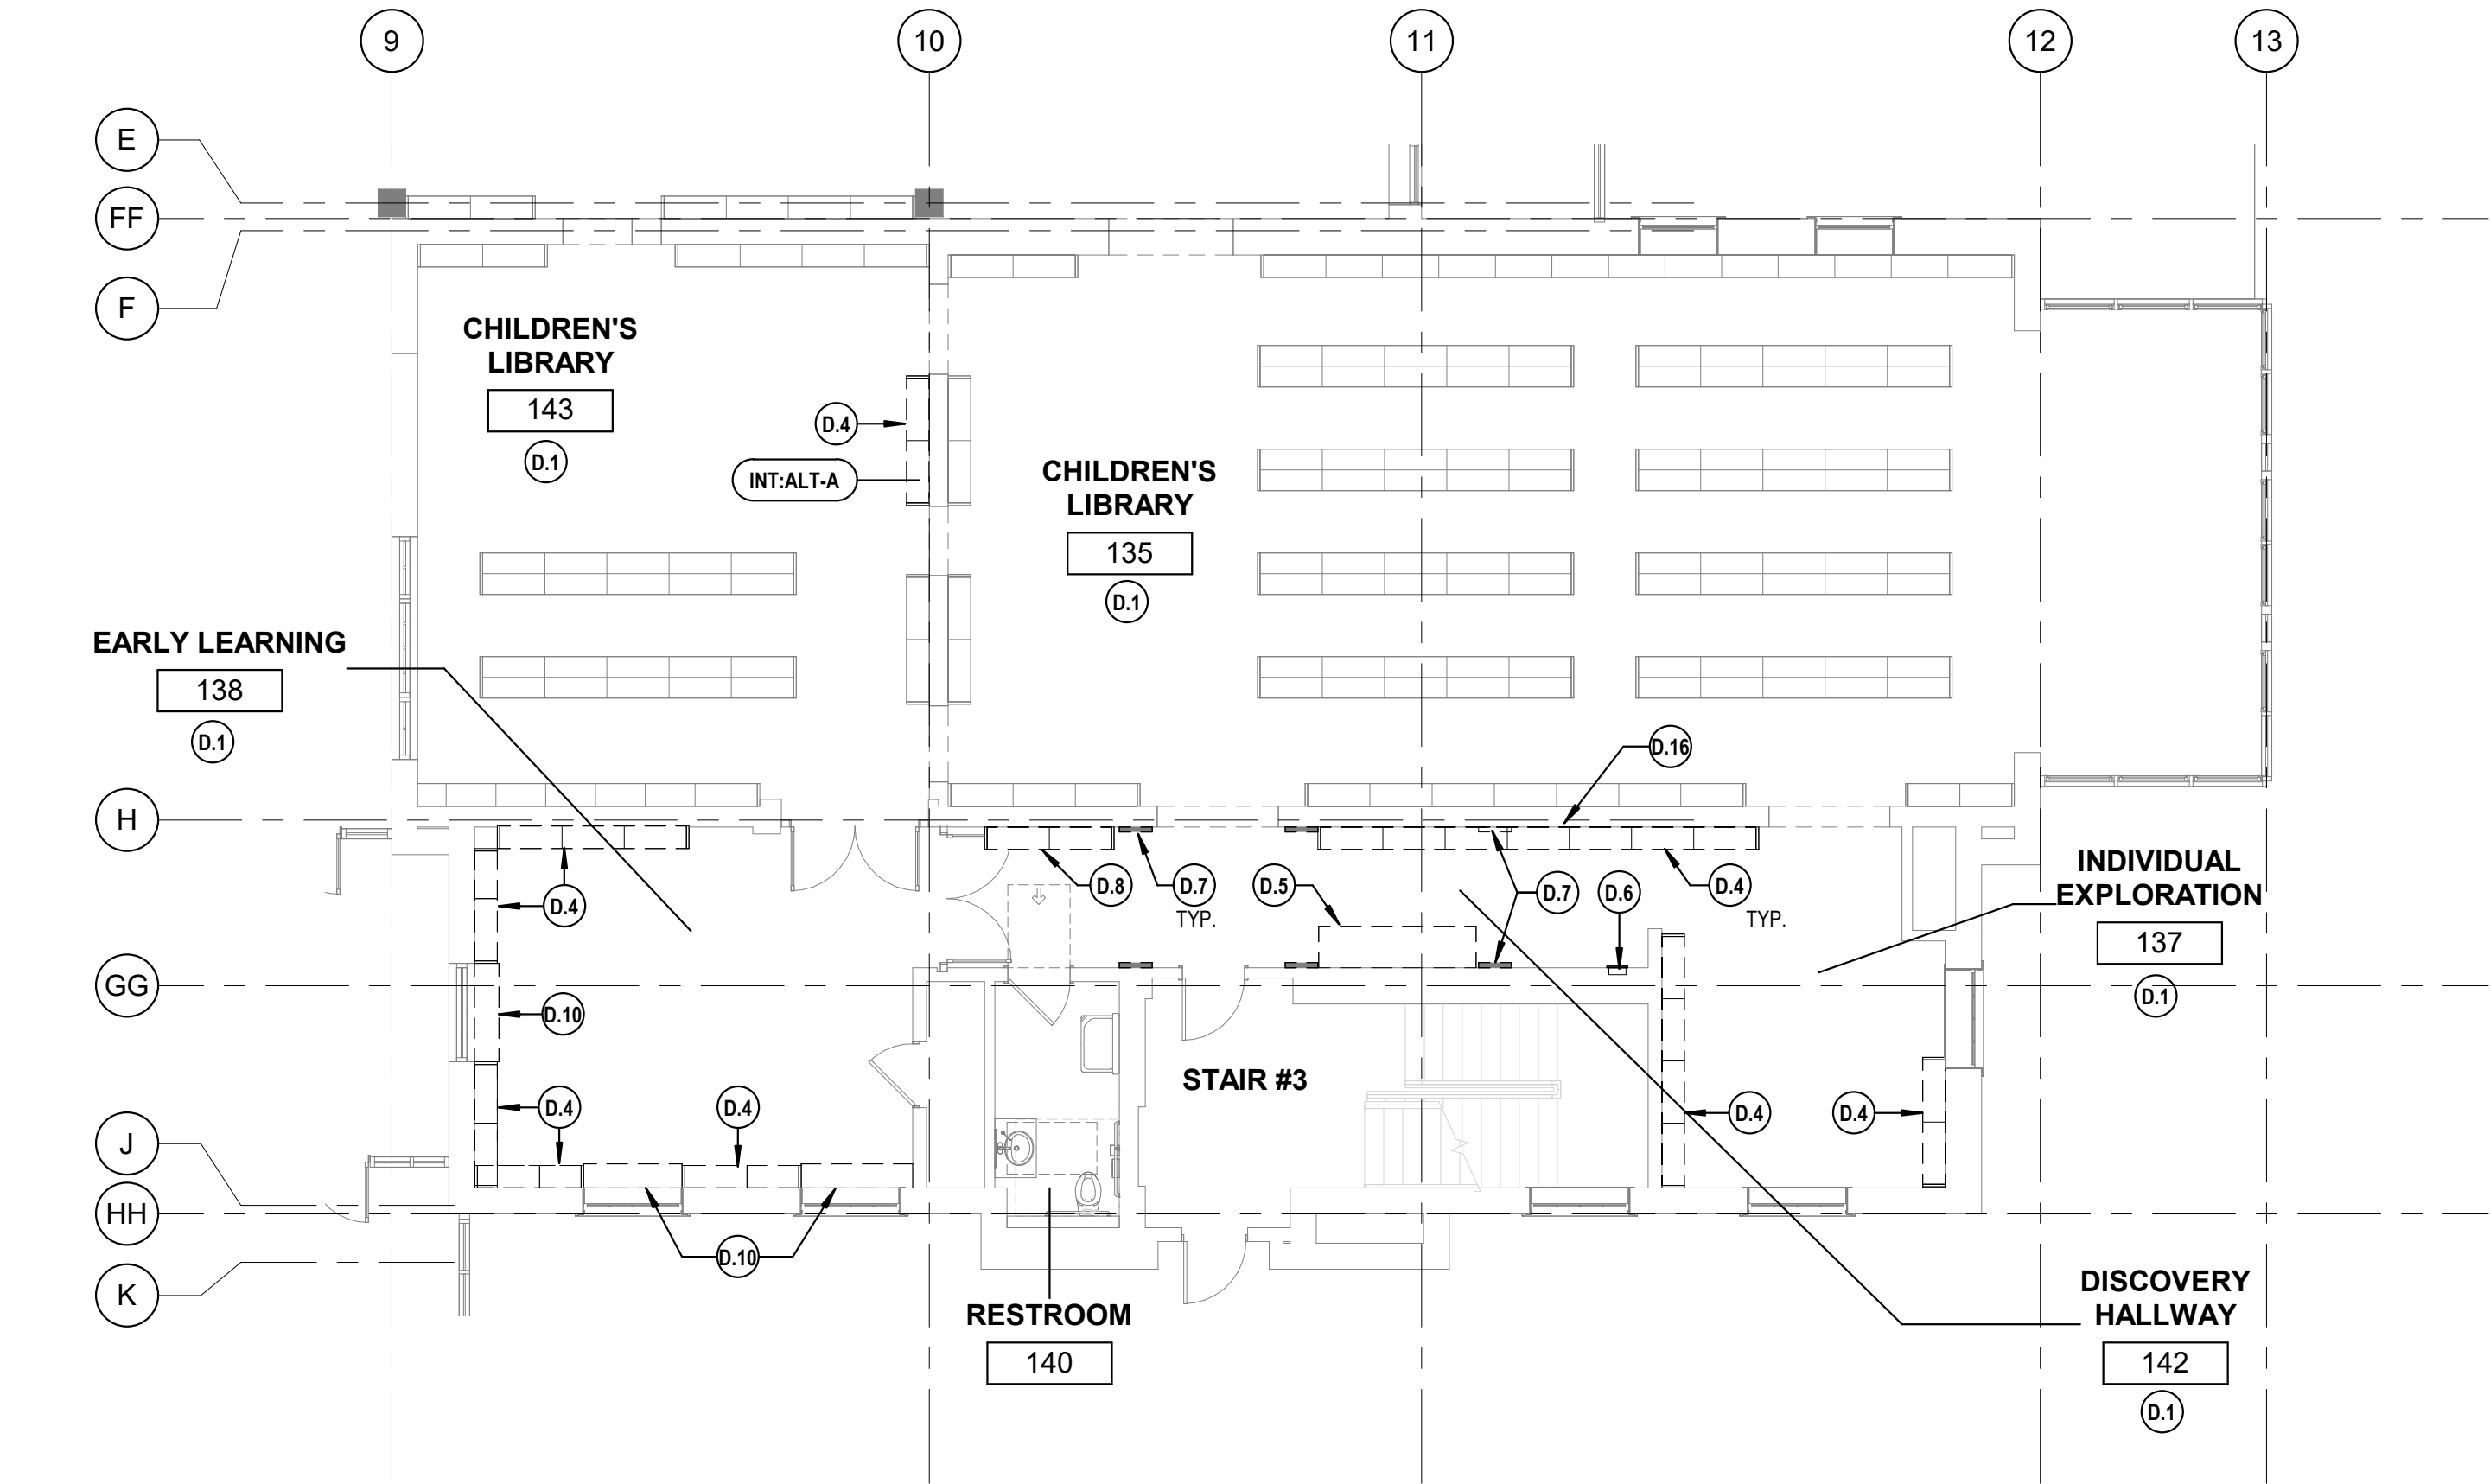 9
10
11
12
13
E
FF
F
CHILDREN'S
LIBRARY
143
D.1
D.4
INT:ALT-A
CHILDREN'S
LIBRARY
135
D.1
EARLY LEARNING
138
D.1
D.16
H
D.4
D.8
D.7
TYP.
D.5
D.7
D.6
D.4
TYP.
INDIVIDUAL
EXPLORATION
137
D.1
GG
D.10
STAIR #3
D.4
D.4
D.4
D.4
J
HH
D.10
K
RESTROOM
140
DISCOVERY
HALLWAY
142
D.1